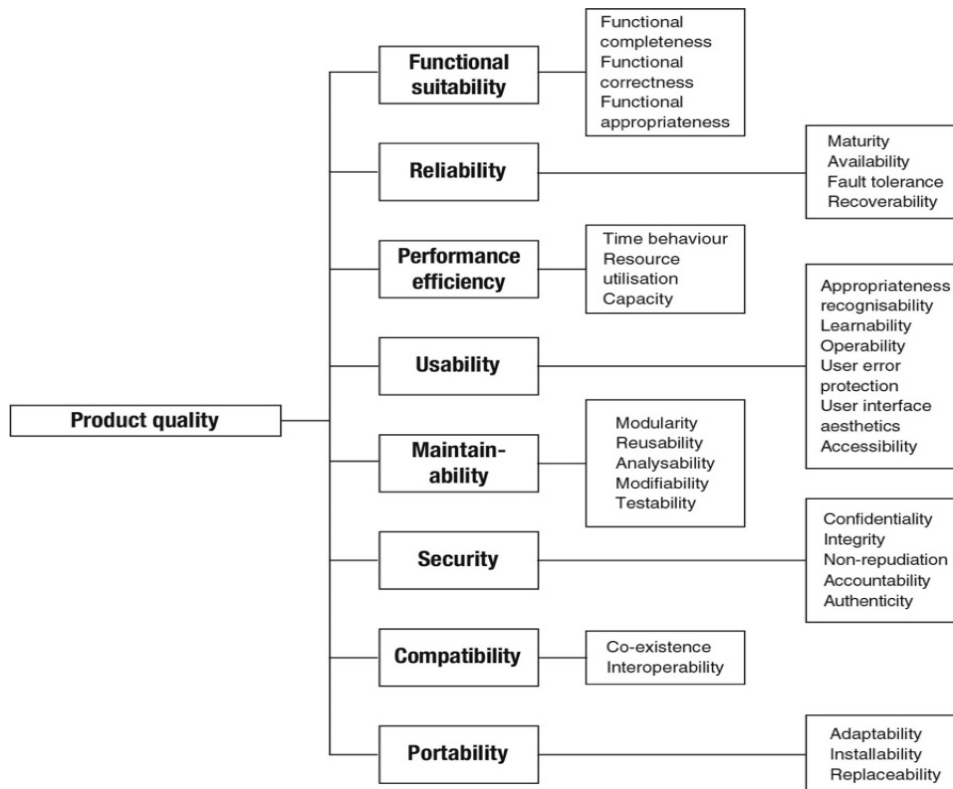 Functional
completeness
Functional
correctness
Functional
appropriateness
Functional
suitability
Maturity
Availability
Fault tolerance
Recoverability
Reliability
Time behaviour
Resource
utilisation
Capacity
Performance
efficiency
Appropriateness
recognisability
Learnability
Operability
User error
protection
User interface
aesthetics
Accessibility
Usability
Product quality
Modularity
Reusability
Analysability
Modifiability
Testability
Maintain-
ability
Confidentiality
Integrity
Non-repudiation
Accountability
Authenticity
Security
Co-existence
Interoperability
Compatibility
Adaptability
Installability
Replaceability
Portability